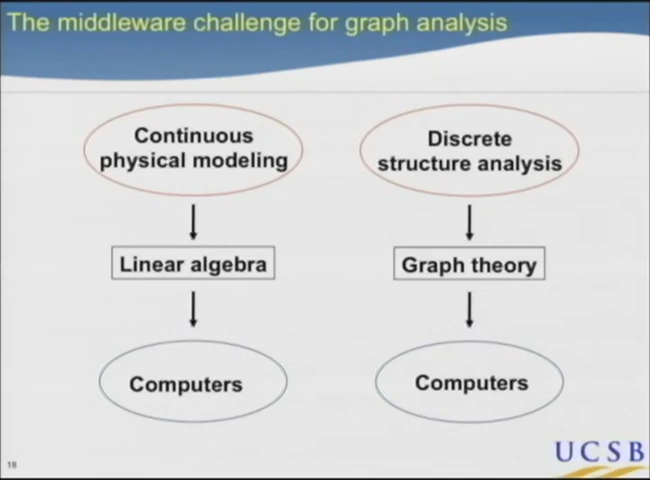 The middleware challenge for graph analysis
Continuous
physical modeling
Discrete
structure analysis
Linear algebra
Graph theory
Computers
Computers
18
UCSB